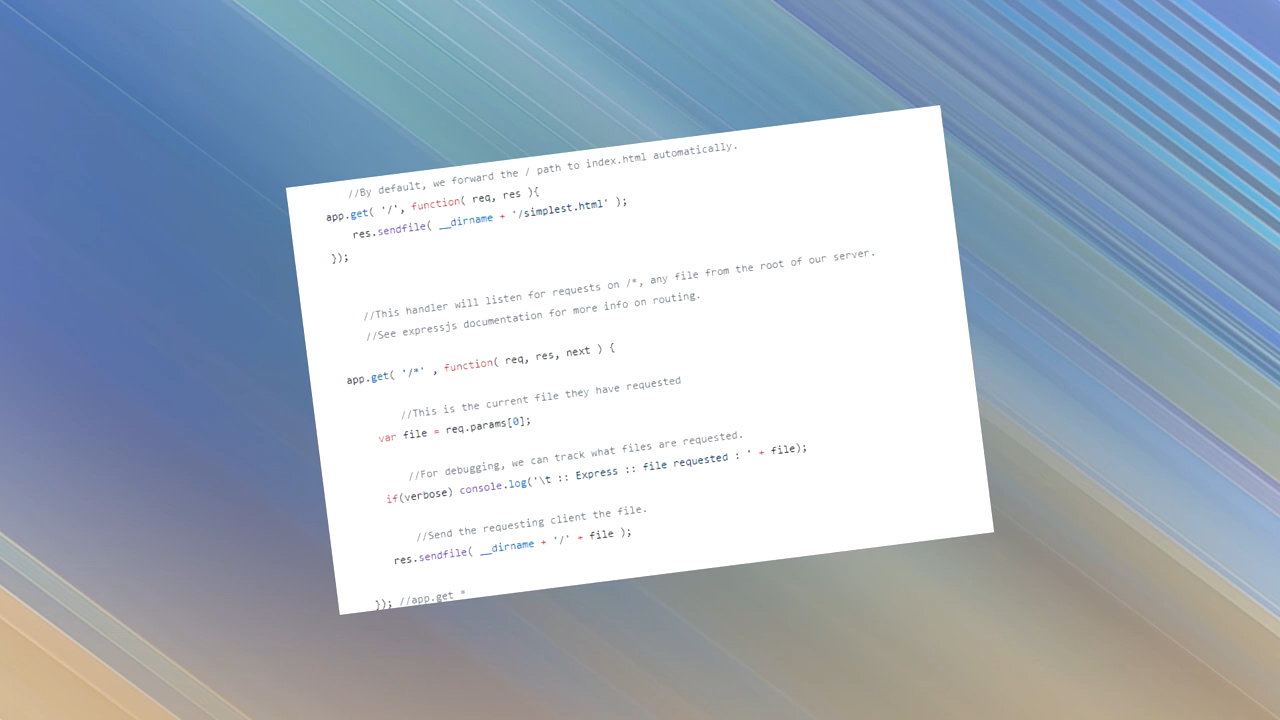 //By default, we forward the / path to index.html automatically.
app.get( '/', function( req, res ){
res.sendfile( __dirname + '/simplest.html' );
});
//This handler will listen for requests on /*, any file from the root of our server.
//See expressjs documentation for more info on routing.
app.get( '/*' , function( req, res, next ) {
//This is the current file they have requested
var file = req.params[0];
//For debugging, we can track what files are requested.
if(verbose) console.log('\t :: Express :: file requested : ' + file);
//Send the requesting client the file.
res.sendfile( __dirname + '/' + file );
}); //app.get *